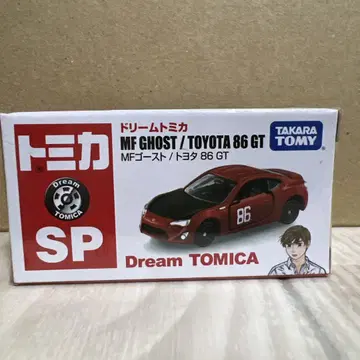 トミカ
Dream
TOMICA
SP
ドリームトミカ
MF GHOST / TOYOTA 86 GT
MFゴースト / トヨタ 86 GT
TAKARA
TOMY
86
Dream TOMICA